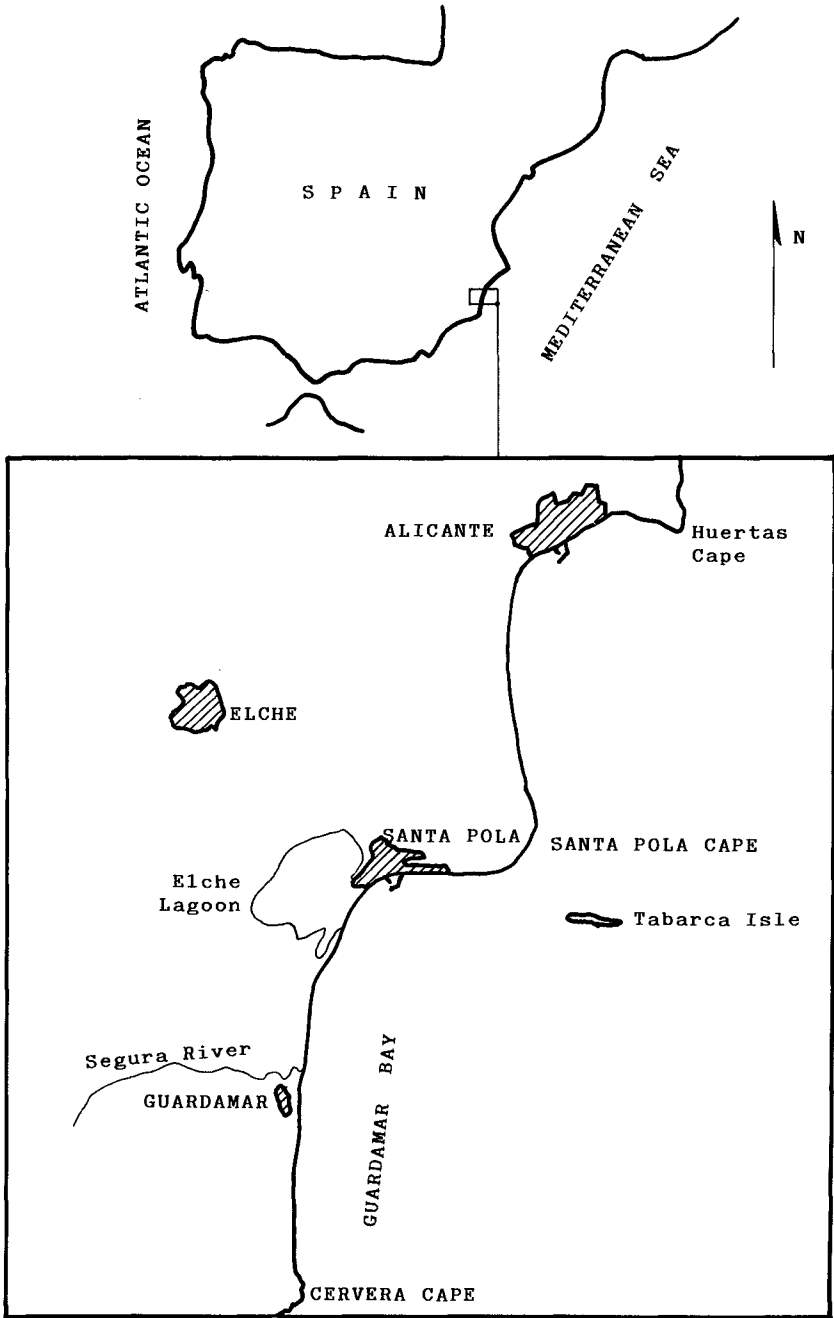 ATLANTIC OCEAN
SPAIN
MEDITERRANEAN SEA
N
ALICANTE
Huertas
Cape
ELCHE
SANTA POLA
SANTA POLA CAPE
Elche
Lagoon
Tabarca Isle
Segura River
GUARDAMAR
GUARDAMAR BAY
CERVERA CAPE